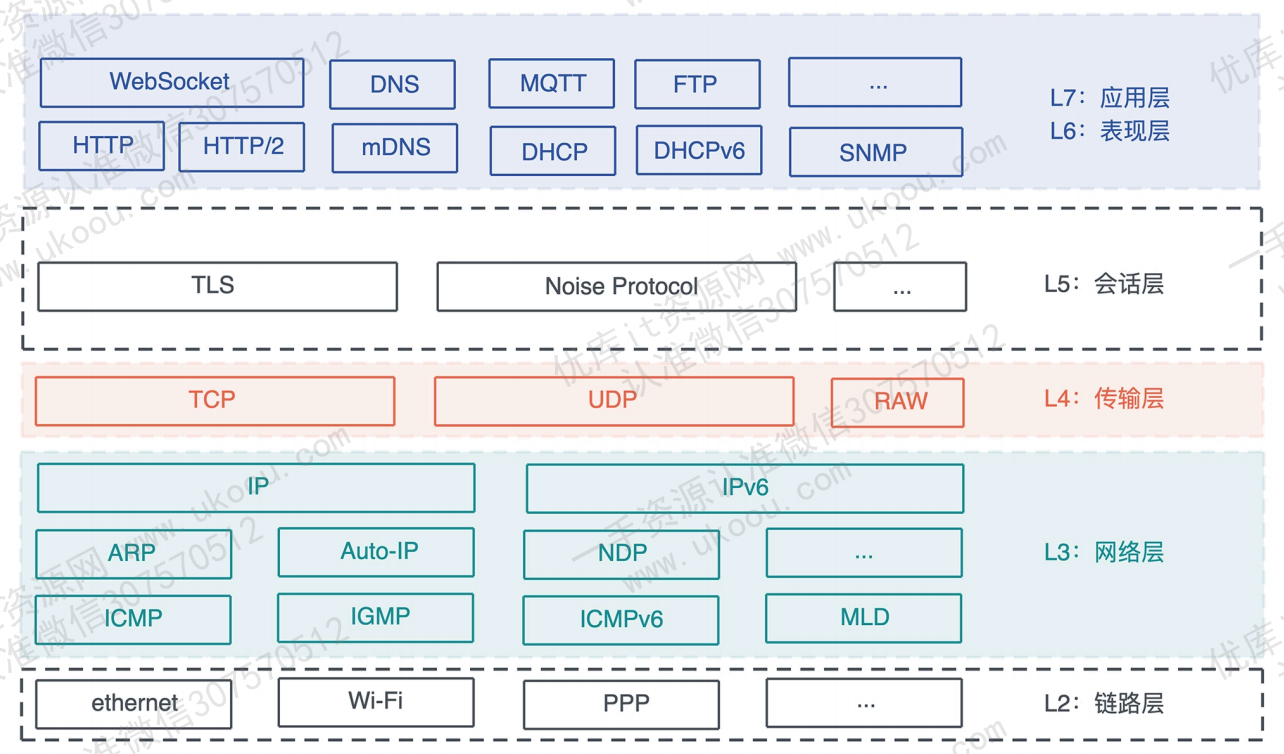 WebSocket DNS MQTT FTP ...
L7：应用层
HTTP HTTP/2 mDNS DHCP DHCPv6 SNMP
L6：表现层
TLS Noise Protocol ... L5：会话层
TCP UDP RAW L4：传输层
IP IPv6
ARP Auto-IP NDP ... L3：网络层
ICMP IGMP ICMPv6 MLD
ethernet Wi-Fi PPP ... L2：链路层
优库it资源网 www.ukoou.com
一手资源认准微信307570512